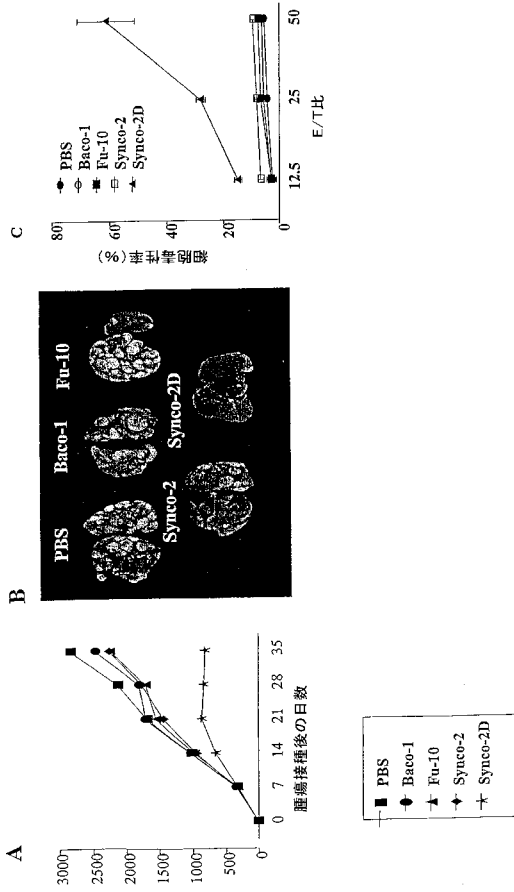 A
3000
2500
2000
1500
1000
500
0
0 7 14 21 28 35
腫瘍接種後の日数
PBS
Baco-1
Fu-10
Synco-2
Synco-2D
B
PBS Baco-1 Fu-10
Synco-2 Synco-2D
C
PBS
Baco-1
Fu-10
Synco-2
Synco-2D
80
60
40
20
0
細胞毒性率(%)
12.5 25 50
E/T比